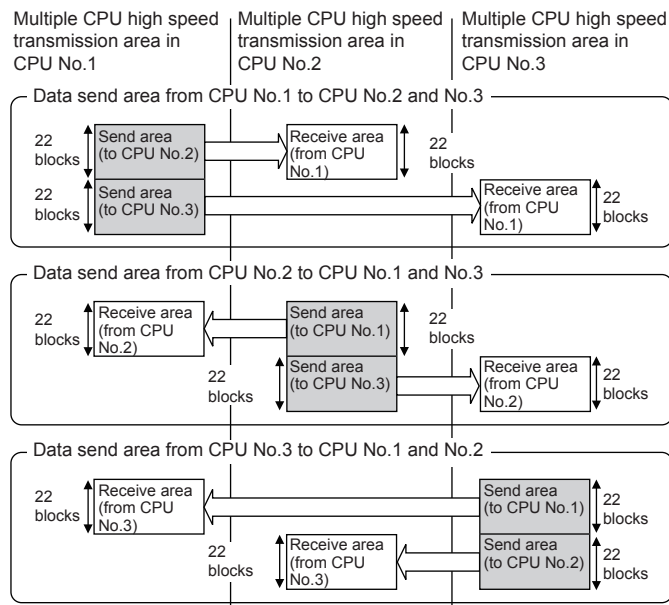 Multiple CPU high speed
transmission area in
CPU No.1
Multiple CPU high speed
transmission area in
CPU No.2
Multiple CPU high speed
transmission area in
CPU No.3
Data send area from CPU No.1 to CPU No.2 and No.3
22
blocks
Send area
(to CPU No.2)
Receive area
(from CPU
No.1)
22
blocks
22
blocks
Send area
(to CPU No.3)
Receive area
(from CPU
No.1)
22
blocks
Data send area from CPU No.2 to CPU No.1 and No.3
22
blocks
Receive area
(from CPU
No.2)
Send area
(to CPU No.1)
22
blocks
22
blocks
Send area
(to CPU No.3)
Receive area
(from CPU
No.2)
22
blocks
Data send area from CPU No.3 to CPU No.1 and No.2
22
blocks
Receive area
(from CPU
No.3)
Send area
(to CPU No.1)
22
blocks
22
blocks
Receive area
(from CPU
No.3)
Send area
(to CPU No.2)
22
blocks